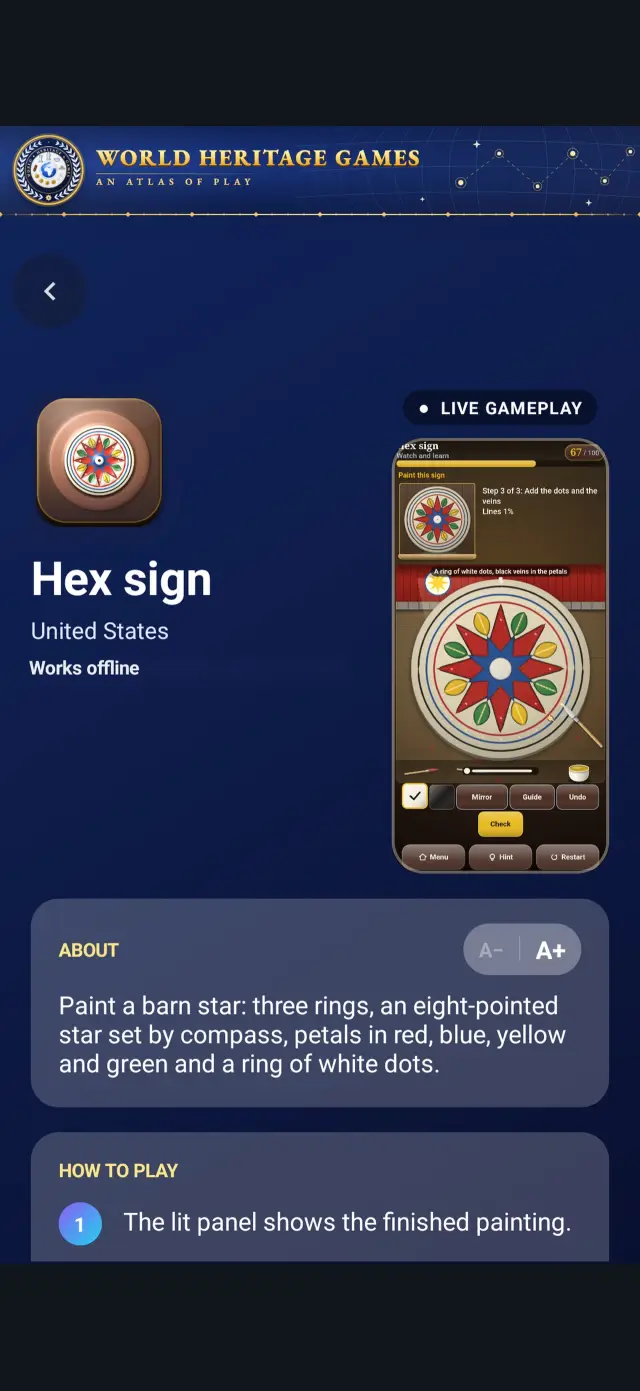 WORLD HERITAGE GAMES
AN ATLAS OF PLAY
LIVE GAMEPLAY
Hex sign
Watch and learn
67 / 100
Paint this sign
Step 3 of 3: Add the dots and the
veins
Lines 1%
A ring of white dots, black veins in the petals
Mirror
Guide
Undo
Check
Menu
Hint
Restart
Hex sign
United States
Works offline
ABOUT
A−
A+
Paint a barn star: three rings, an eight-pointed
star set by compass, petals in red, blue, yellow
and green and a ring of white dots.
HOW TO PLAY
1 The lit panel shows the finished painting.